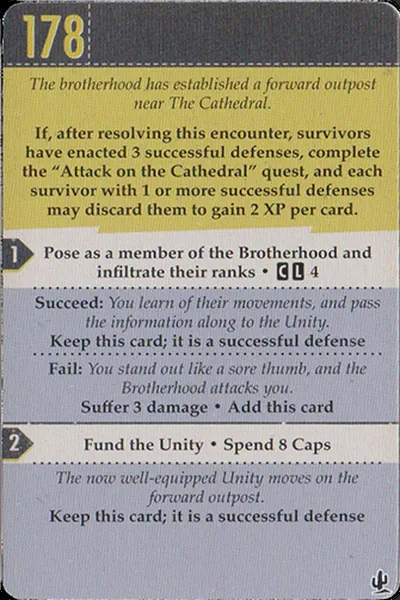 178
The brotherhood has established a forward outpost
near The Cathedral.
If, after resolving this encounter, survivors
have enacted 3 successful defenses, complete
the “Attack on the Cathedral” quest, and each
survivor with 1 or more successful defenses
may discard them to gain 2 XP per card.
1 Pose as a member of the Brotherhood and
infiltrate their ranks • C L 4
Succeed: You learn of their movements, and pass
the information along to the Unity.
Keep this card; it is a successful defense
Fail: You stand out like a sore thumb, and the
Brotherhood attacks you.
Suffer 3 damage • Add this card
2 Fund the Unity • Spend 8 Caps
The now well-equipped Unity moves on the
forward outpost.
Keep this card; it is a successful defense